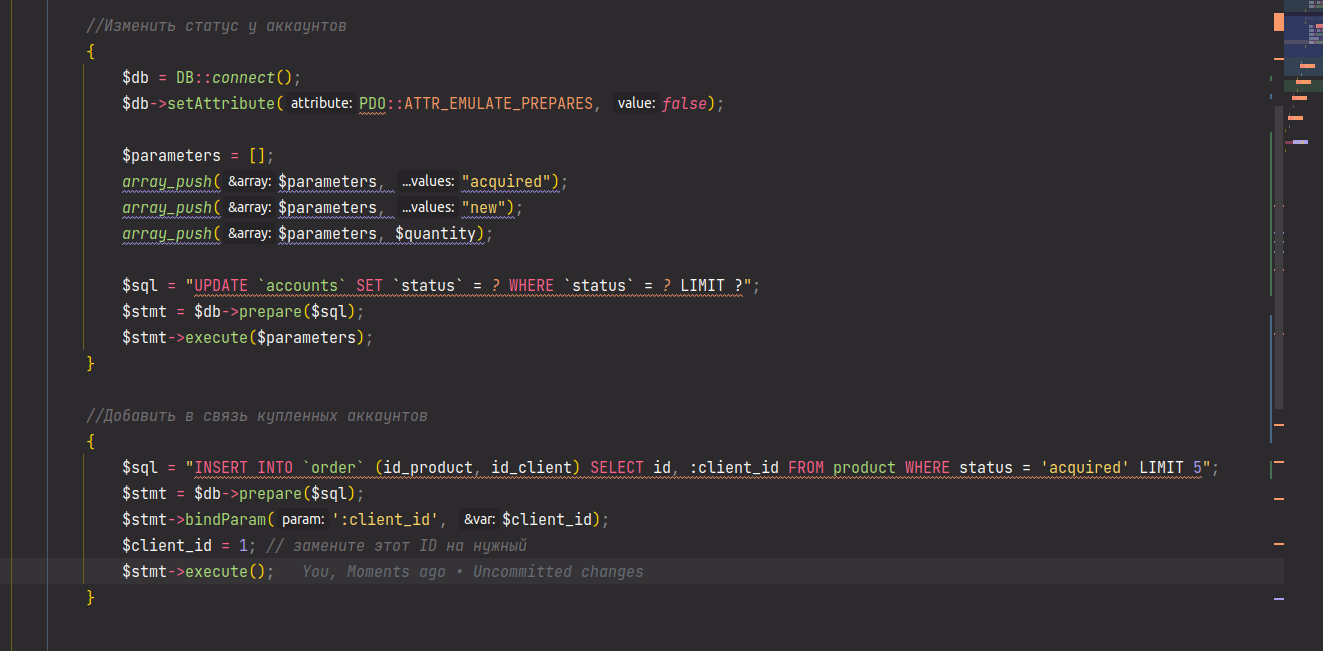 //Изменить статус у аккаунтов
{
$db = DB::connect();
$db->setAttribute( attribute: PDO::ATTR_EMULATE_PREPARES, value: false);
$parameters = [];
array_push( &array: $parameters, ...values: "acquired");
array_push( &array: $parameters, ...values: "new");
array_push( &array: $parameters, $quantity);
$sql = "UPDATE `accounts` SET `status` = ? WHERE `status` = ? LIMIT ?";
$stmt = $db->prepare($sql);
$stmt->execute($parameters);
}
//Добавить в связь купленных аккаунтов
{
$sql = "INSERT INTO `order` (id_product, id_client) SELECT id, :client_id FROM product WHERE status = 'acquired' LIMIT 5";
$stmt = $db->prepare($sql);
$stmt->bindParam( param: ':client_id', &var: $client_id);
$client_id = 1; // замените этот ID на нужный
$stmt->execute(); You, Moments ago • Uncommitted changes
}